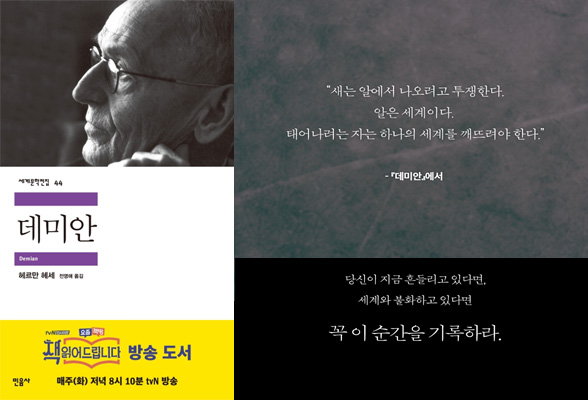 세계문학전집 44
데미안
Demian
헤르만 헤세 전영애 옮김
tvN
요즘책방
책읽어드립니다 방송 도서
민음사
매주(화) 저녁 8시 10분 tvN 방송
“새는 알에서 나오려고 투쟁한다.
알은 세계이다.
태어나려는 자는 하나의 세계를 깨뜨려야 한다.”
- 『데미안』에서
당신이 지금 흔들리고 있다면,
세계와 불화하고 있다면
꼭 이 순간을 기록하라.